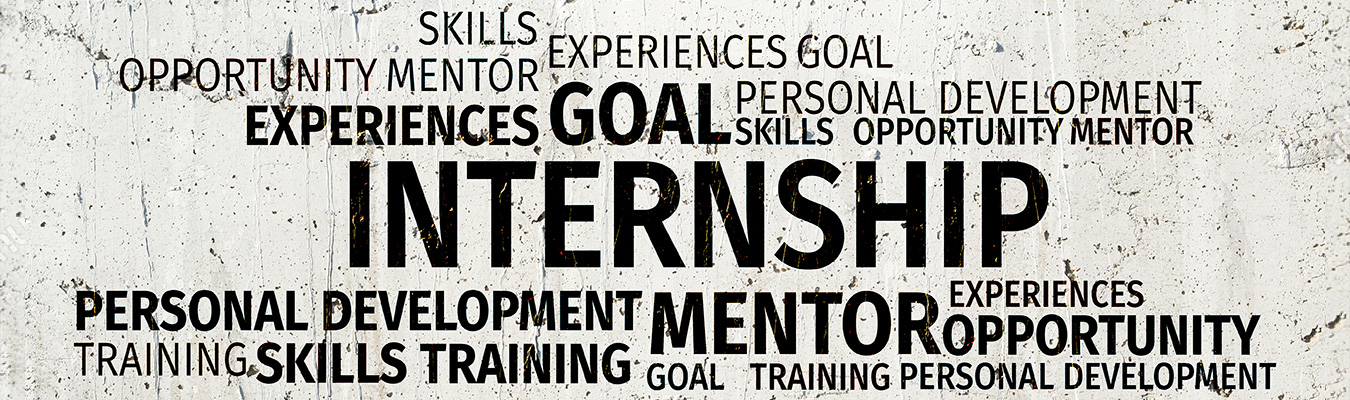 SKILLS
EXPERIENCES GOAL
OPPORTUNITY MENTOR
EXPERIENCES GOAL
PERSONAL DEVELOPMENT
SKILLS OPPORTUNITY MENTOR
INTERNSHIP
PERSONAL DEVELOPMENT
MENTOR
EXPERIENCES
OPPORTUNITY
TRAINING SKILLS TRAINING
GOAL TRAINING PERSONAL DEVELOPMENT